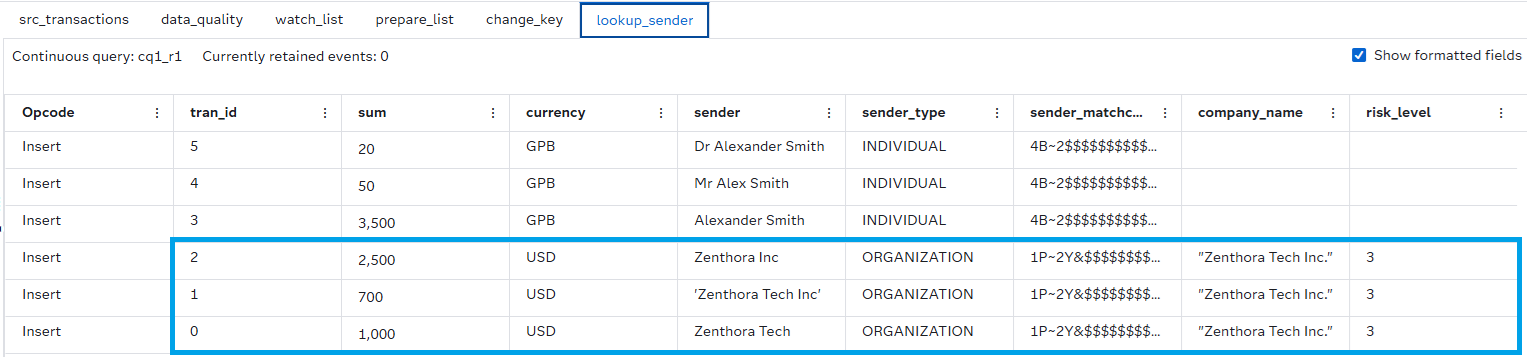 src_transactions data_quality watch_list prepare_list change_key lookup_sender
Continuous query: cq1_r1 Currently retained events: 0 Show formatted fields
Opcode tran_id sum currency sender sender_type sender_matchc... company_name risk_level
Insert 5 20 GPB Dr Alexander Smith INDIVIDUAL 4B~2$$$$$$$$$$...
Insert 4 50 GPB Mr Alex Smith INDIVIDUAL 4B~2$$$$$$$$$$...
Insert 3 3,500 GPB Alexander Smith INDIVIDUAL 4B~2$$$$$$$$$$...
Insert 2 2,500 USD Zenthora Inc ORGANIZATION 1P~2Y&$$$$$$$$... "Zenthora Tech Inc." 3
Insert 1 700 USD 'Zenthora Tech Inc' ORGANIZATION 1P~2Y&$$$$$$$$... "Zenthora Tech Inc." 3
Insert 0 1,000 USD Zenthora Tech ORGANIZATION 1P~2Y&$$$$$$$$... "Zenthora Tech Inc." 3